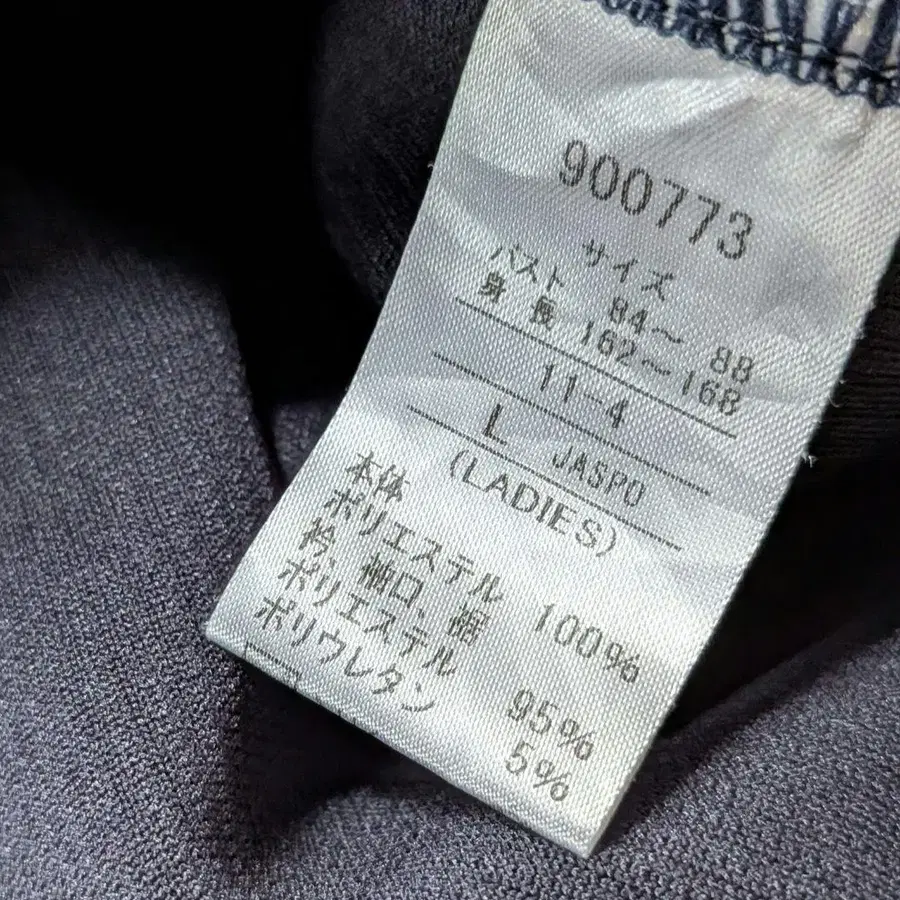 900773
サイズ
バスト 84〜 88
身 長 162〜168
11-4
L JASPO
(LADIES)
本体
ポリエステル 100%
衿、袖口、裾
ポリエステル 95%
ポリウレタン 5%